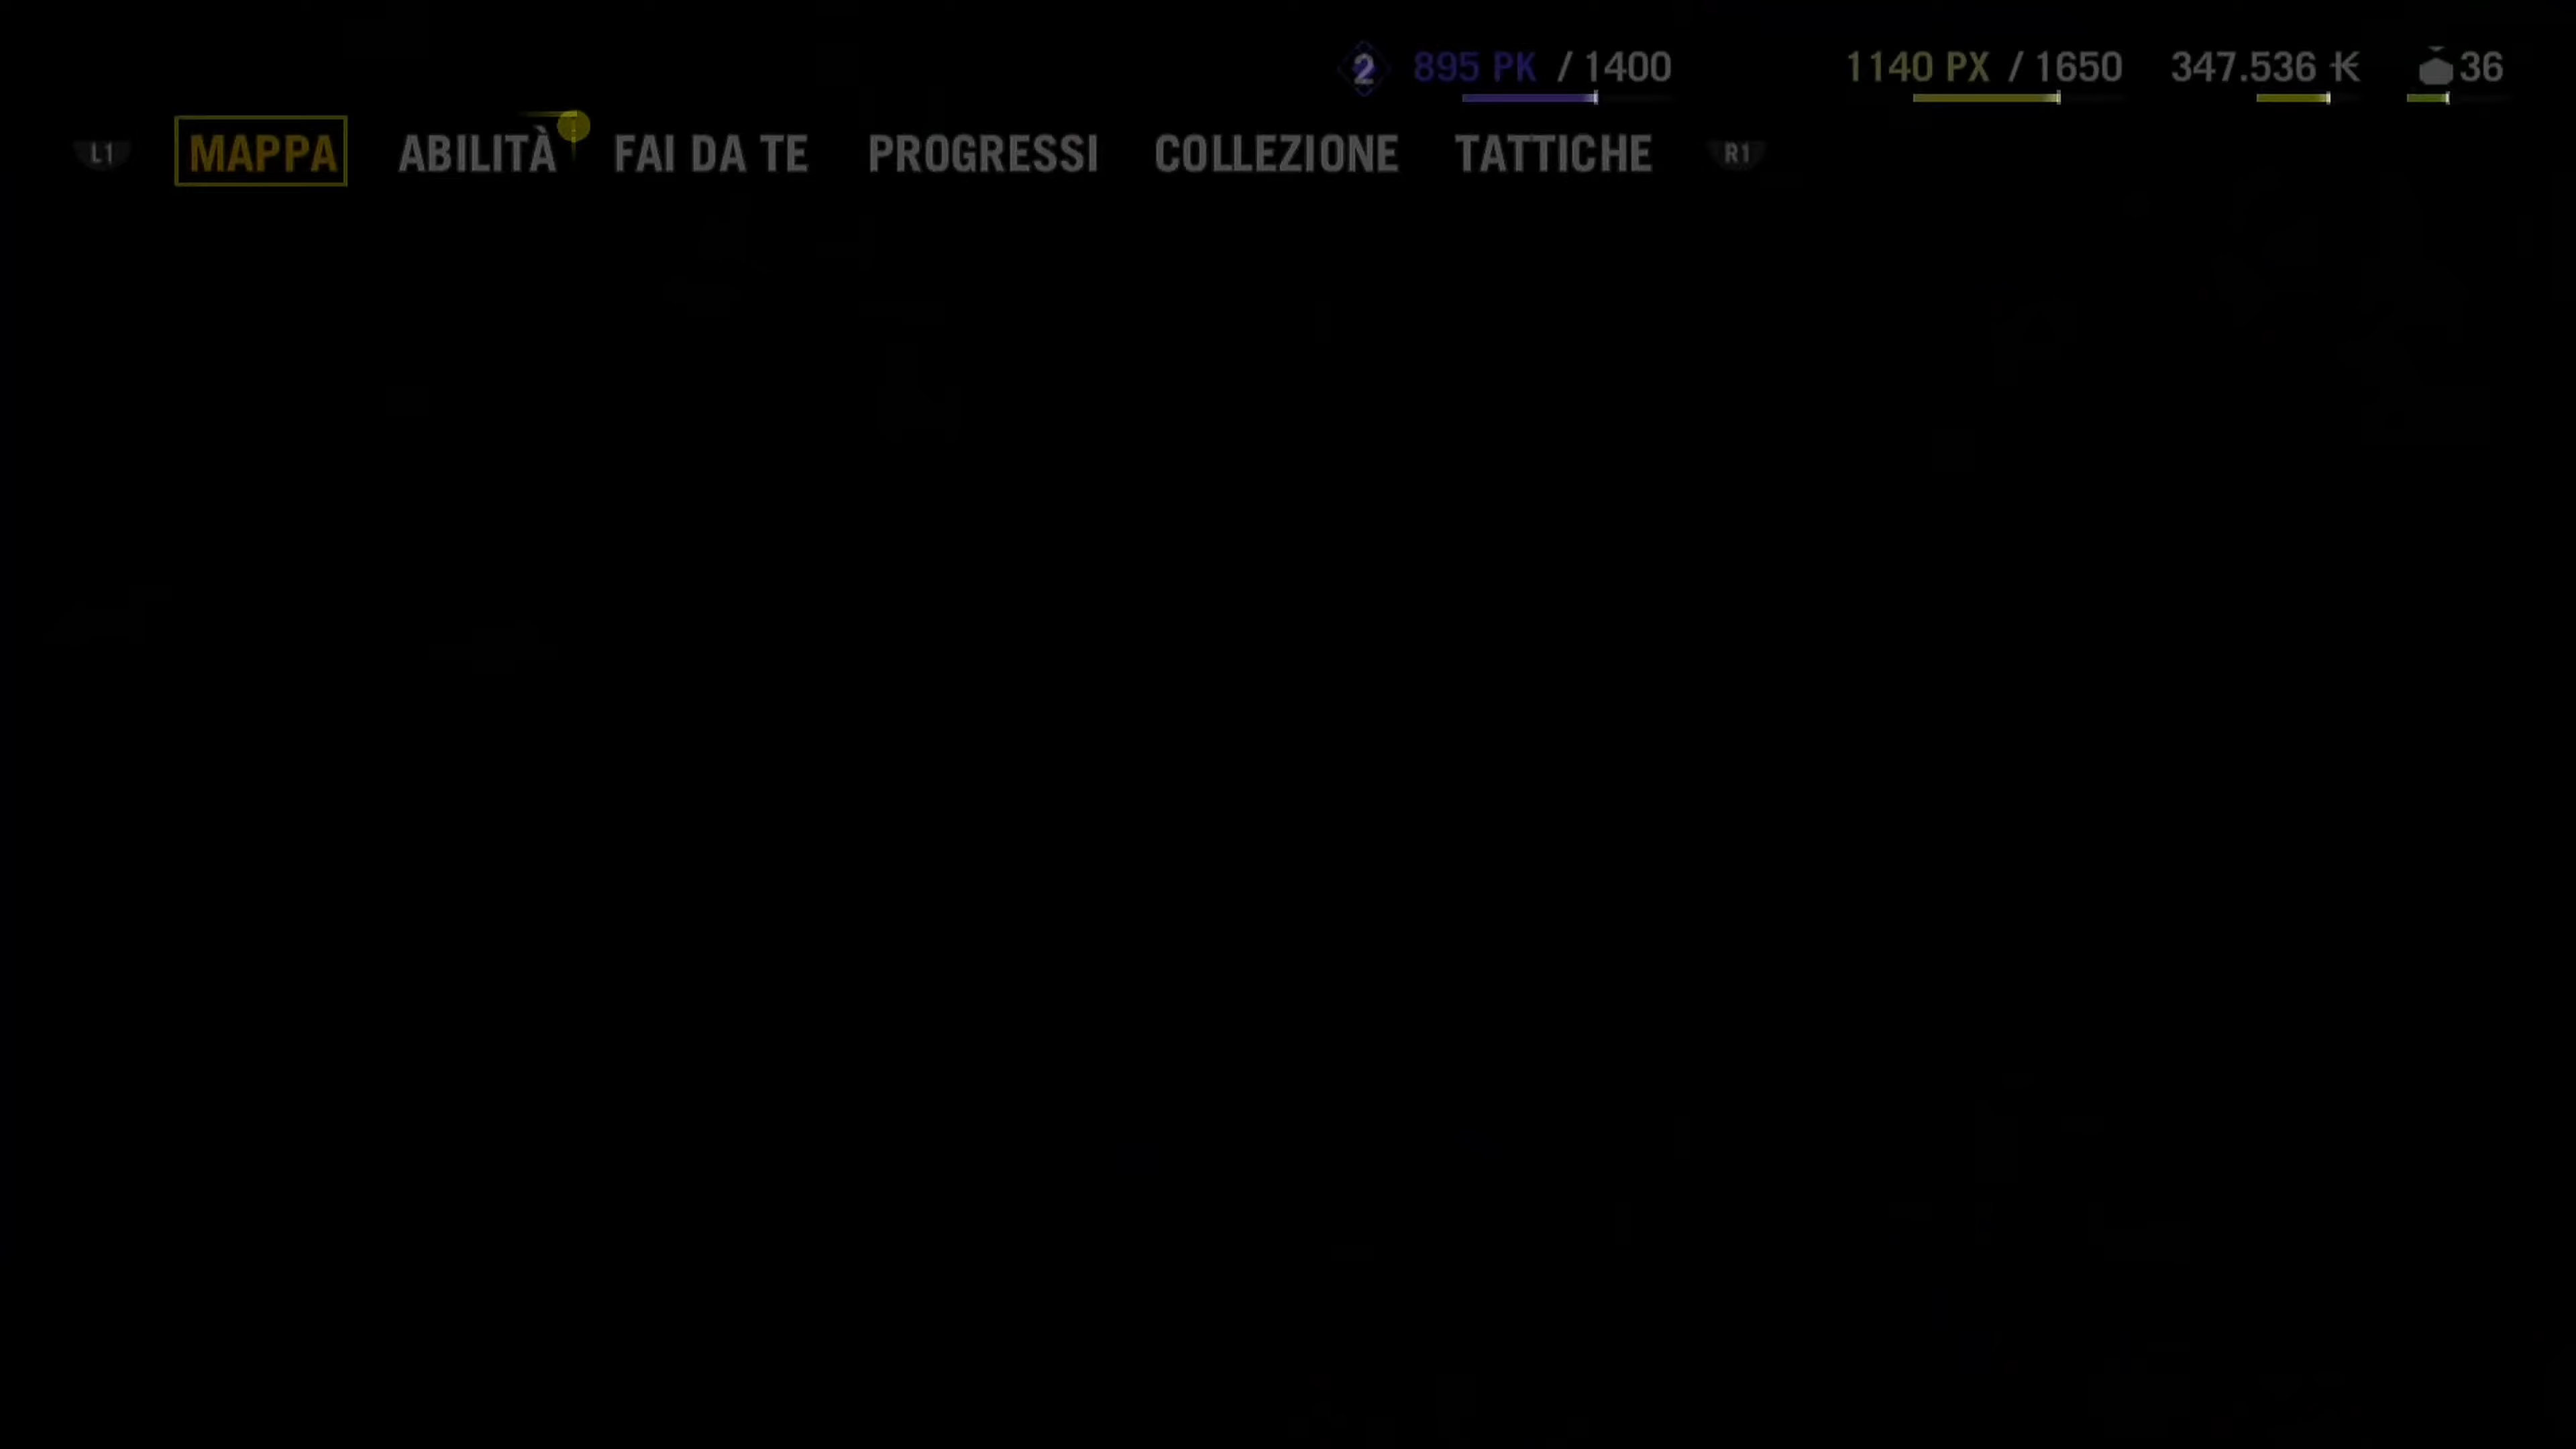 2 895 PK / 1400 1140 PX / 1650 347.536 K 36
L1 MAPPA ABILITÀ FAI DA TE PROGRESSI COLLEZIONE TATTICHE R1